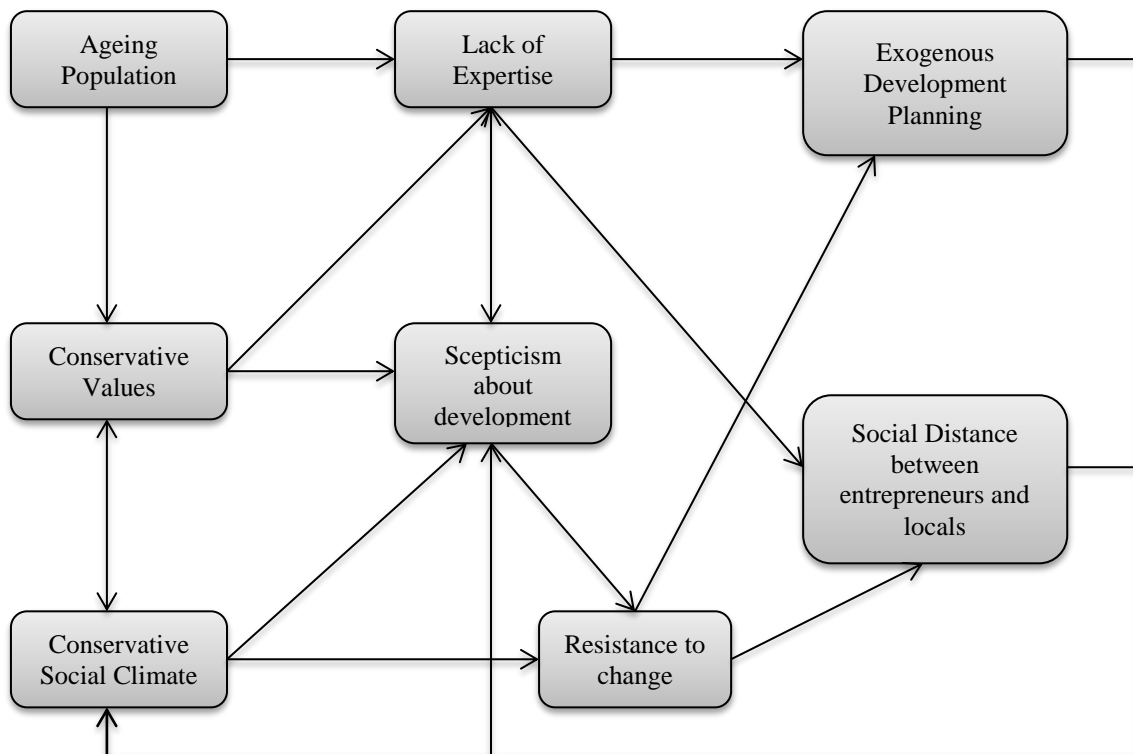 Ageing
Population
Lack of
Expertise
Exogenous
Development
Planning
Conservative
Values
Scepticism
about
development
Social Distance
between
entrepreneurs and
locals
Conservative
Social Climate
Resistance to
change